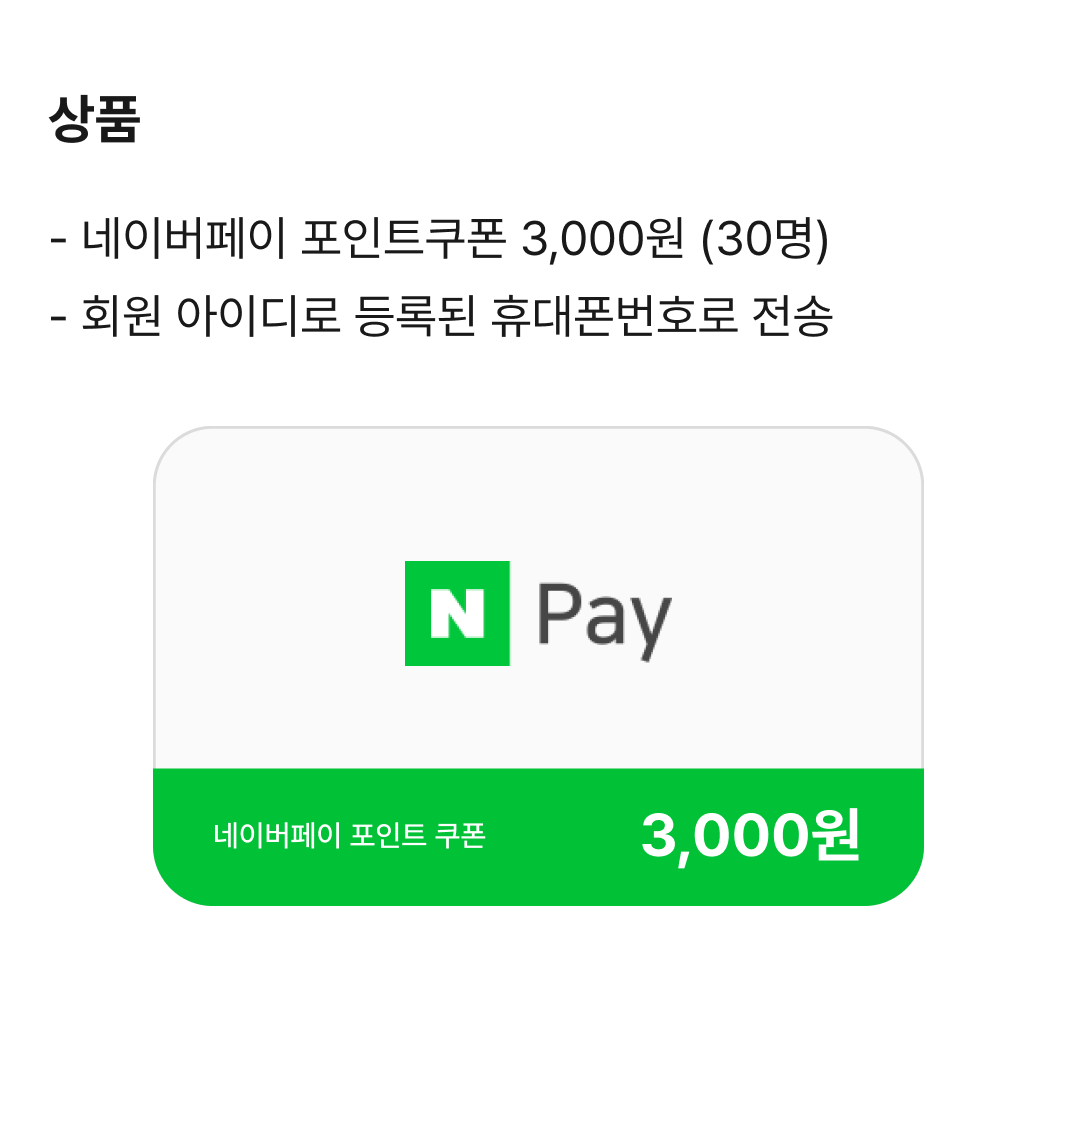 상품
- 네이버페이 포인트쿠폰 3,000원 (30명)
- 회원 아이디로 등록된 휴대폰번호로 전송
N Pay
네이버페이 포인트 쿠폰 3,000원